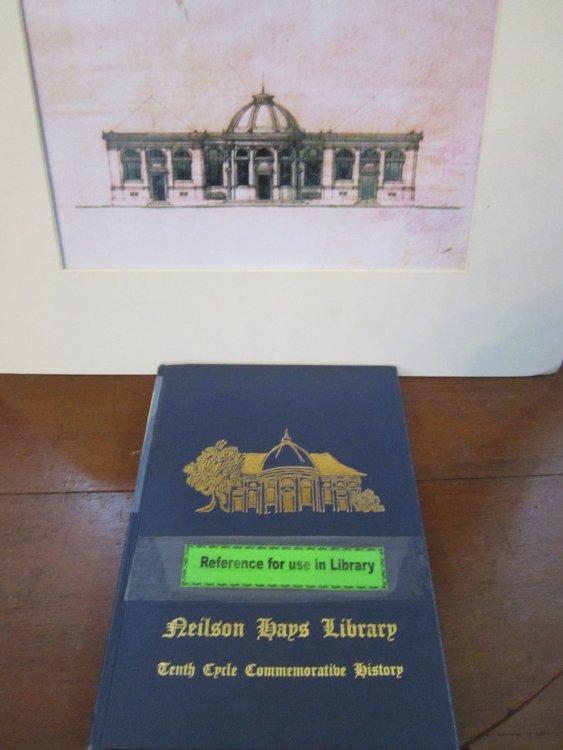 Reference for use in Library
Neilson Hays Library
Tenth Cycle Commemorative History